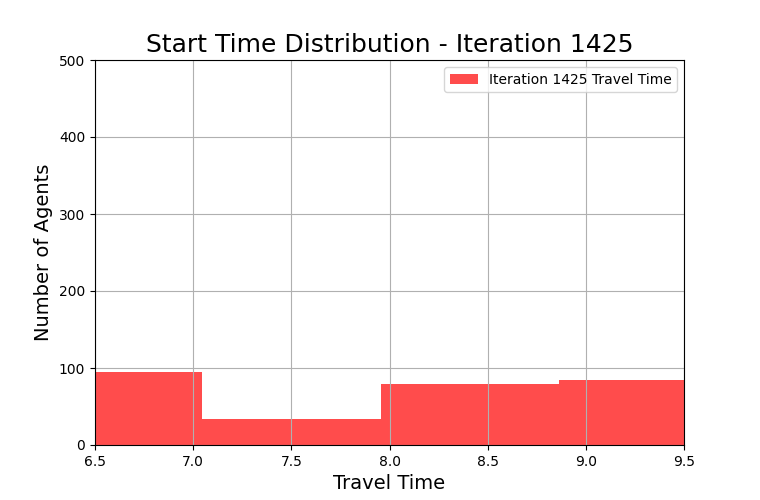 Start Time Distribution - Iteration 1425
500
400
300
200
100
0
Number of Agents
Iteration 1425 Travel Time
6.5 7.0 7.5 8.0 8.5 9.0 9.5
Travel Time